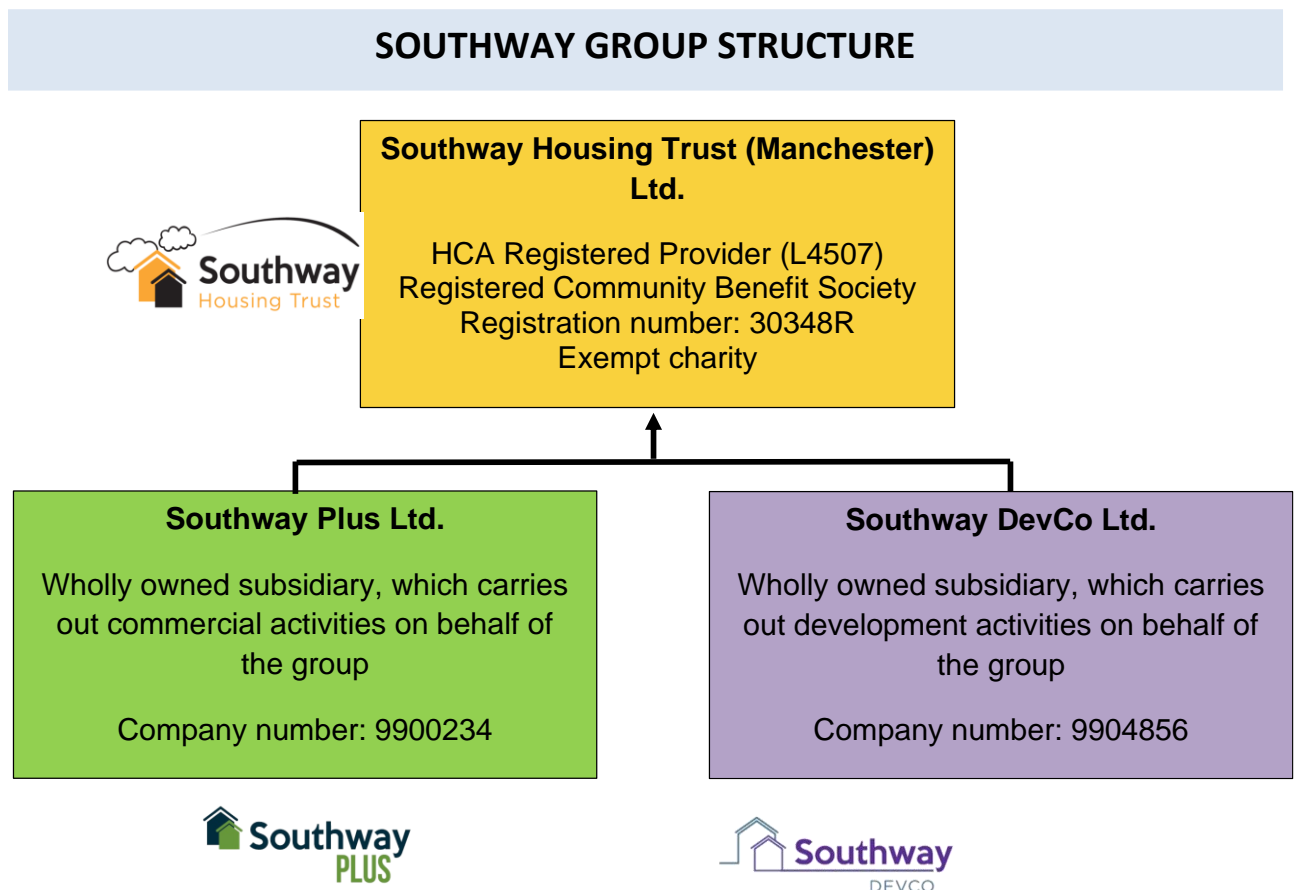 SOUTHWAY GROUP STRUCTURE
Southway Housing Trust (Manchester)
Ltd.
HCA Registered Provider (L4507)
Registered Community Benefit Society
Registration number: 30348R
Exempt charity
Southway
Housing Trust
Southway Plus Ltd.
Wholly owned subsidiary, which carries
out commercial activities on behalf of
the group
Company number: 9900234
Southway DevCo Ltd.
Wholly owned subsidiary, which carries
out development activities on behalf of
the group
Company number: 9904856
Southway
PLUS
Southway
DEVCO